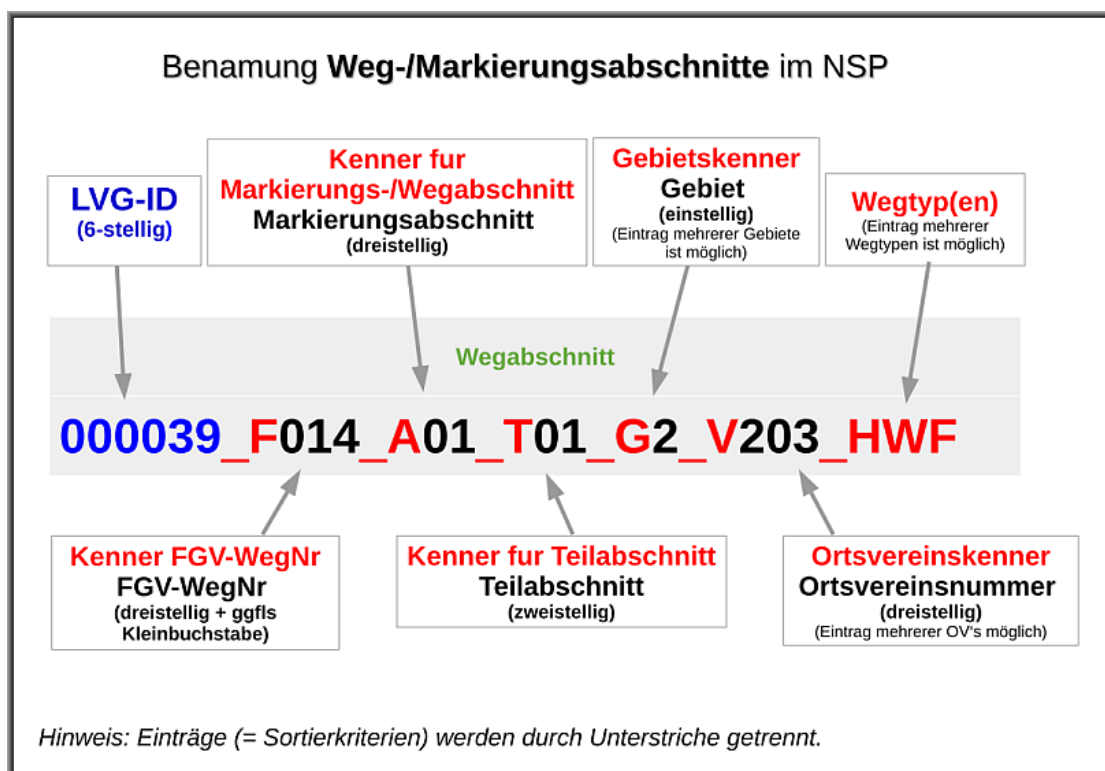 Benamung Weg-/Markierungsabschnitte im NSP
LVG-ID
(6-stellig)
Kenner fur
Markierungs-/Wegabschnitt
Markierungsabschnitt
(dreistellig)
Gebietskenner
Gebiet
(einstellig)
(Eintrag mehrerer Gebiete
ist möglich)
Wegtyp(en)
(Eintrag mehrerer
Wegtypen ist möglich)
Wegabschnitt
000039_F014_A01_T01_G2_V203_HWF
Kenner FGV-WegNr
FGV-WegNr
(dreistellig + ggfls
Kleinbuchstabe)
Kenner fur Teilabschnitt
Teilabschnitt
(zweistellig)
Ortsvereinskenner
Ortsvereinsnummer
(dreistellig)
(Eintrag mehrerer OV's möglich)
Hinweis: Einträge (= Sortierkriterien) werden durch Unterstriche getrennt.